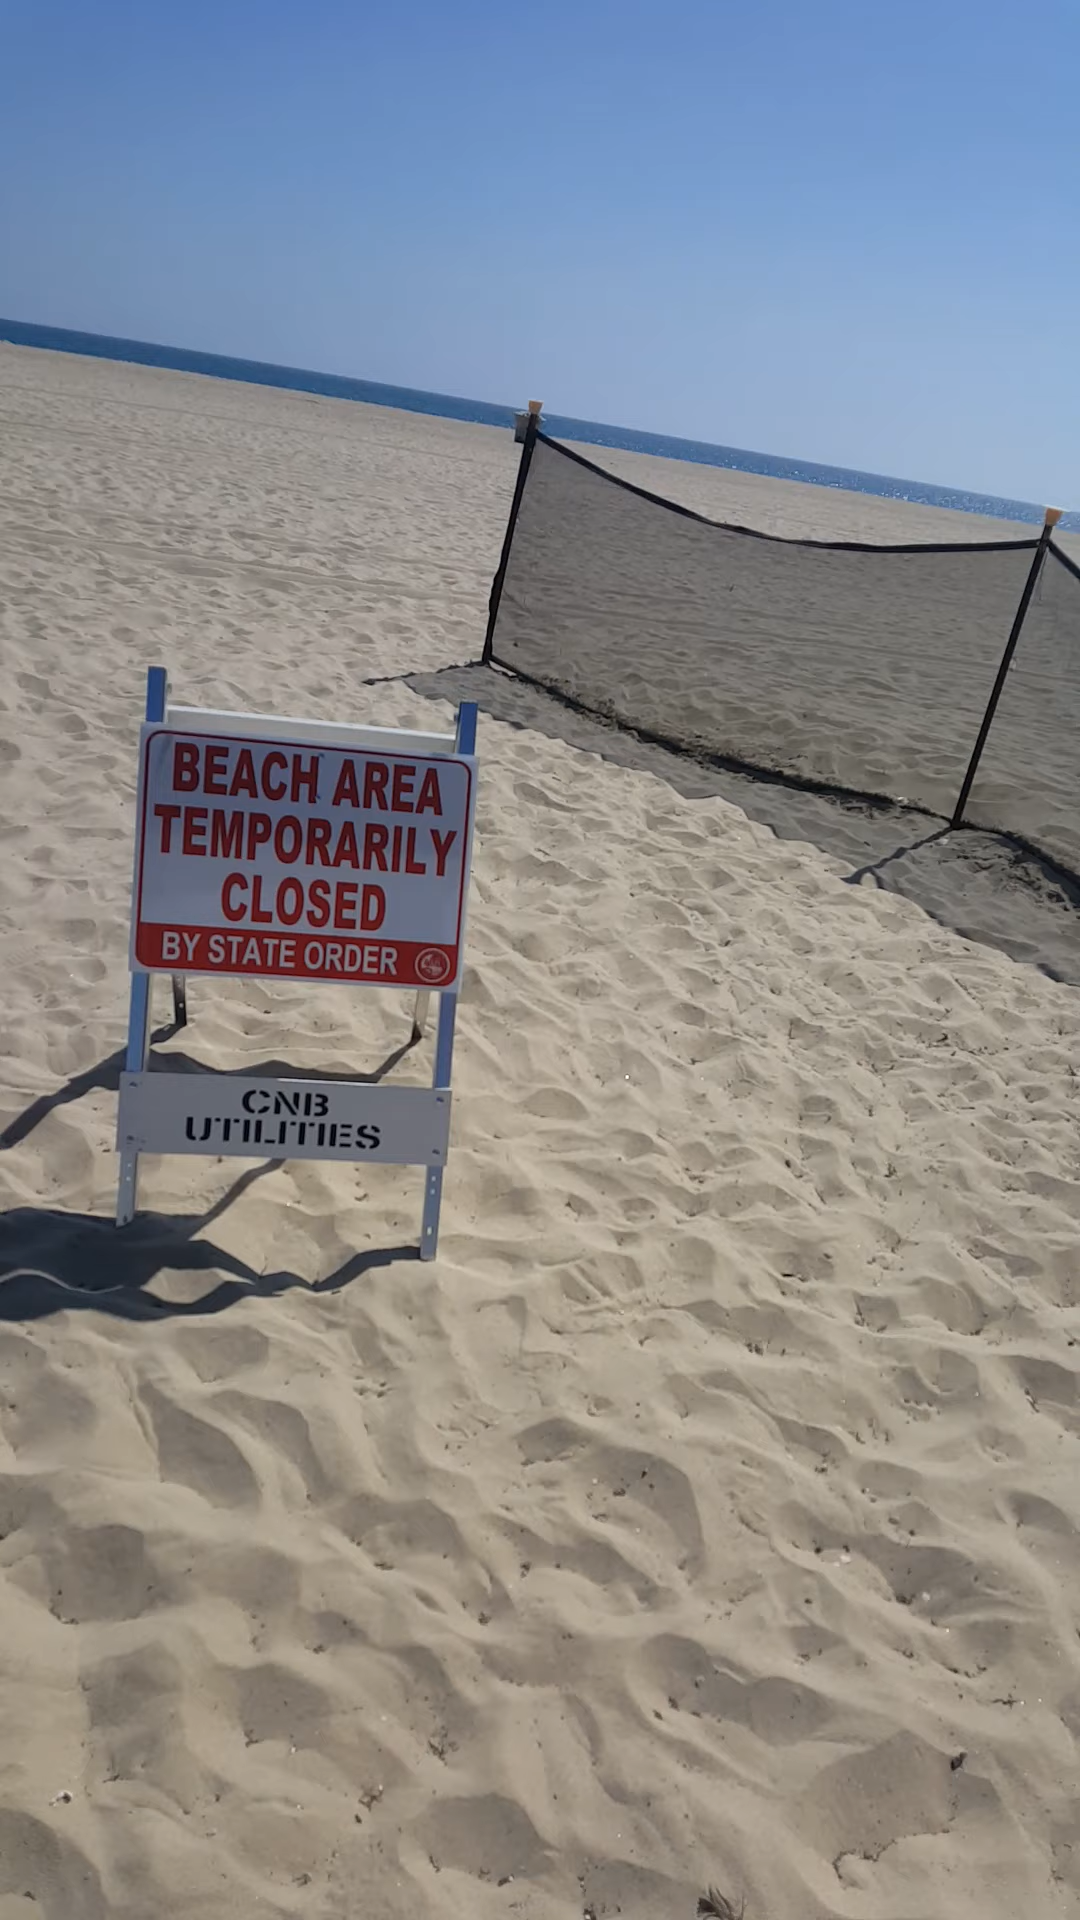 BEACH AREA
TEMPORARILY
CLOSED
BY STATE ORDER
CNB
UTILITIES